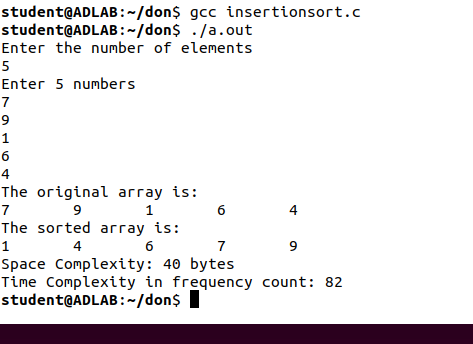 student@ADLAB:~/don$ gcc insertionsort.c
student@ADLAB:~/don$ ./a.out
Enter the number of elements
5
Enter 5 numbers
7
9
1
6
4
The original array is:
7 9 1 6 4
The sorted array is:
1 4 6 7 9
Space Complexity: 40 bytes
Time Complexity in frequency count: 82
student@ADLAB:~/don$